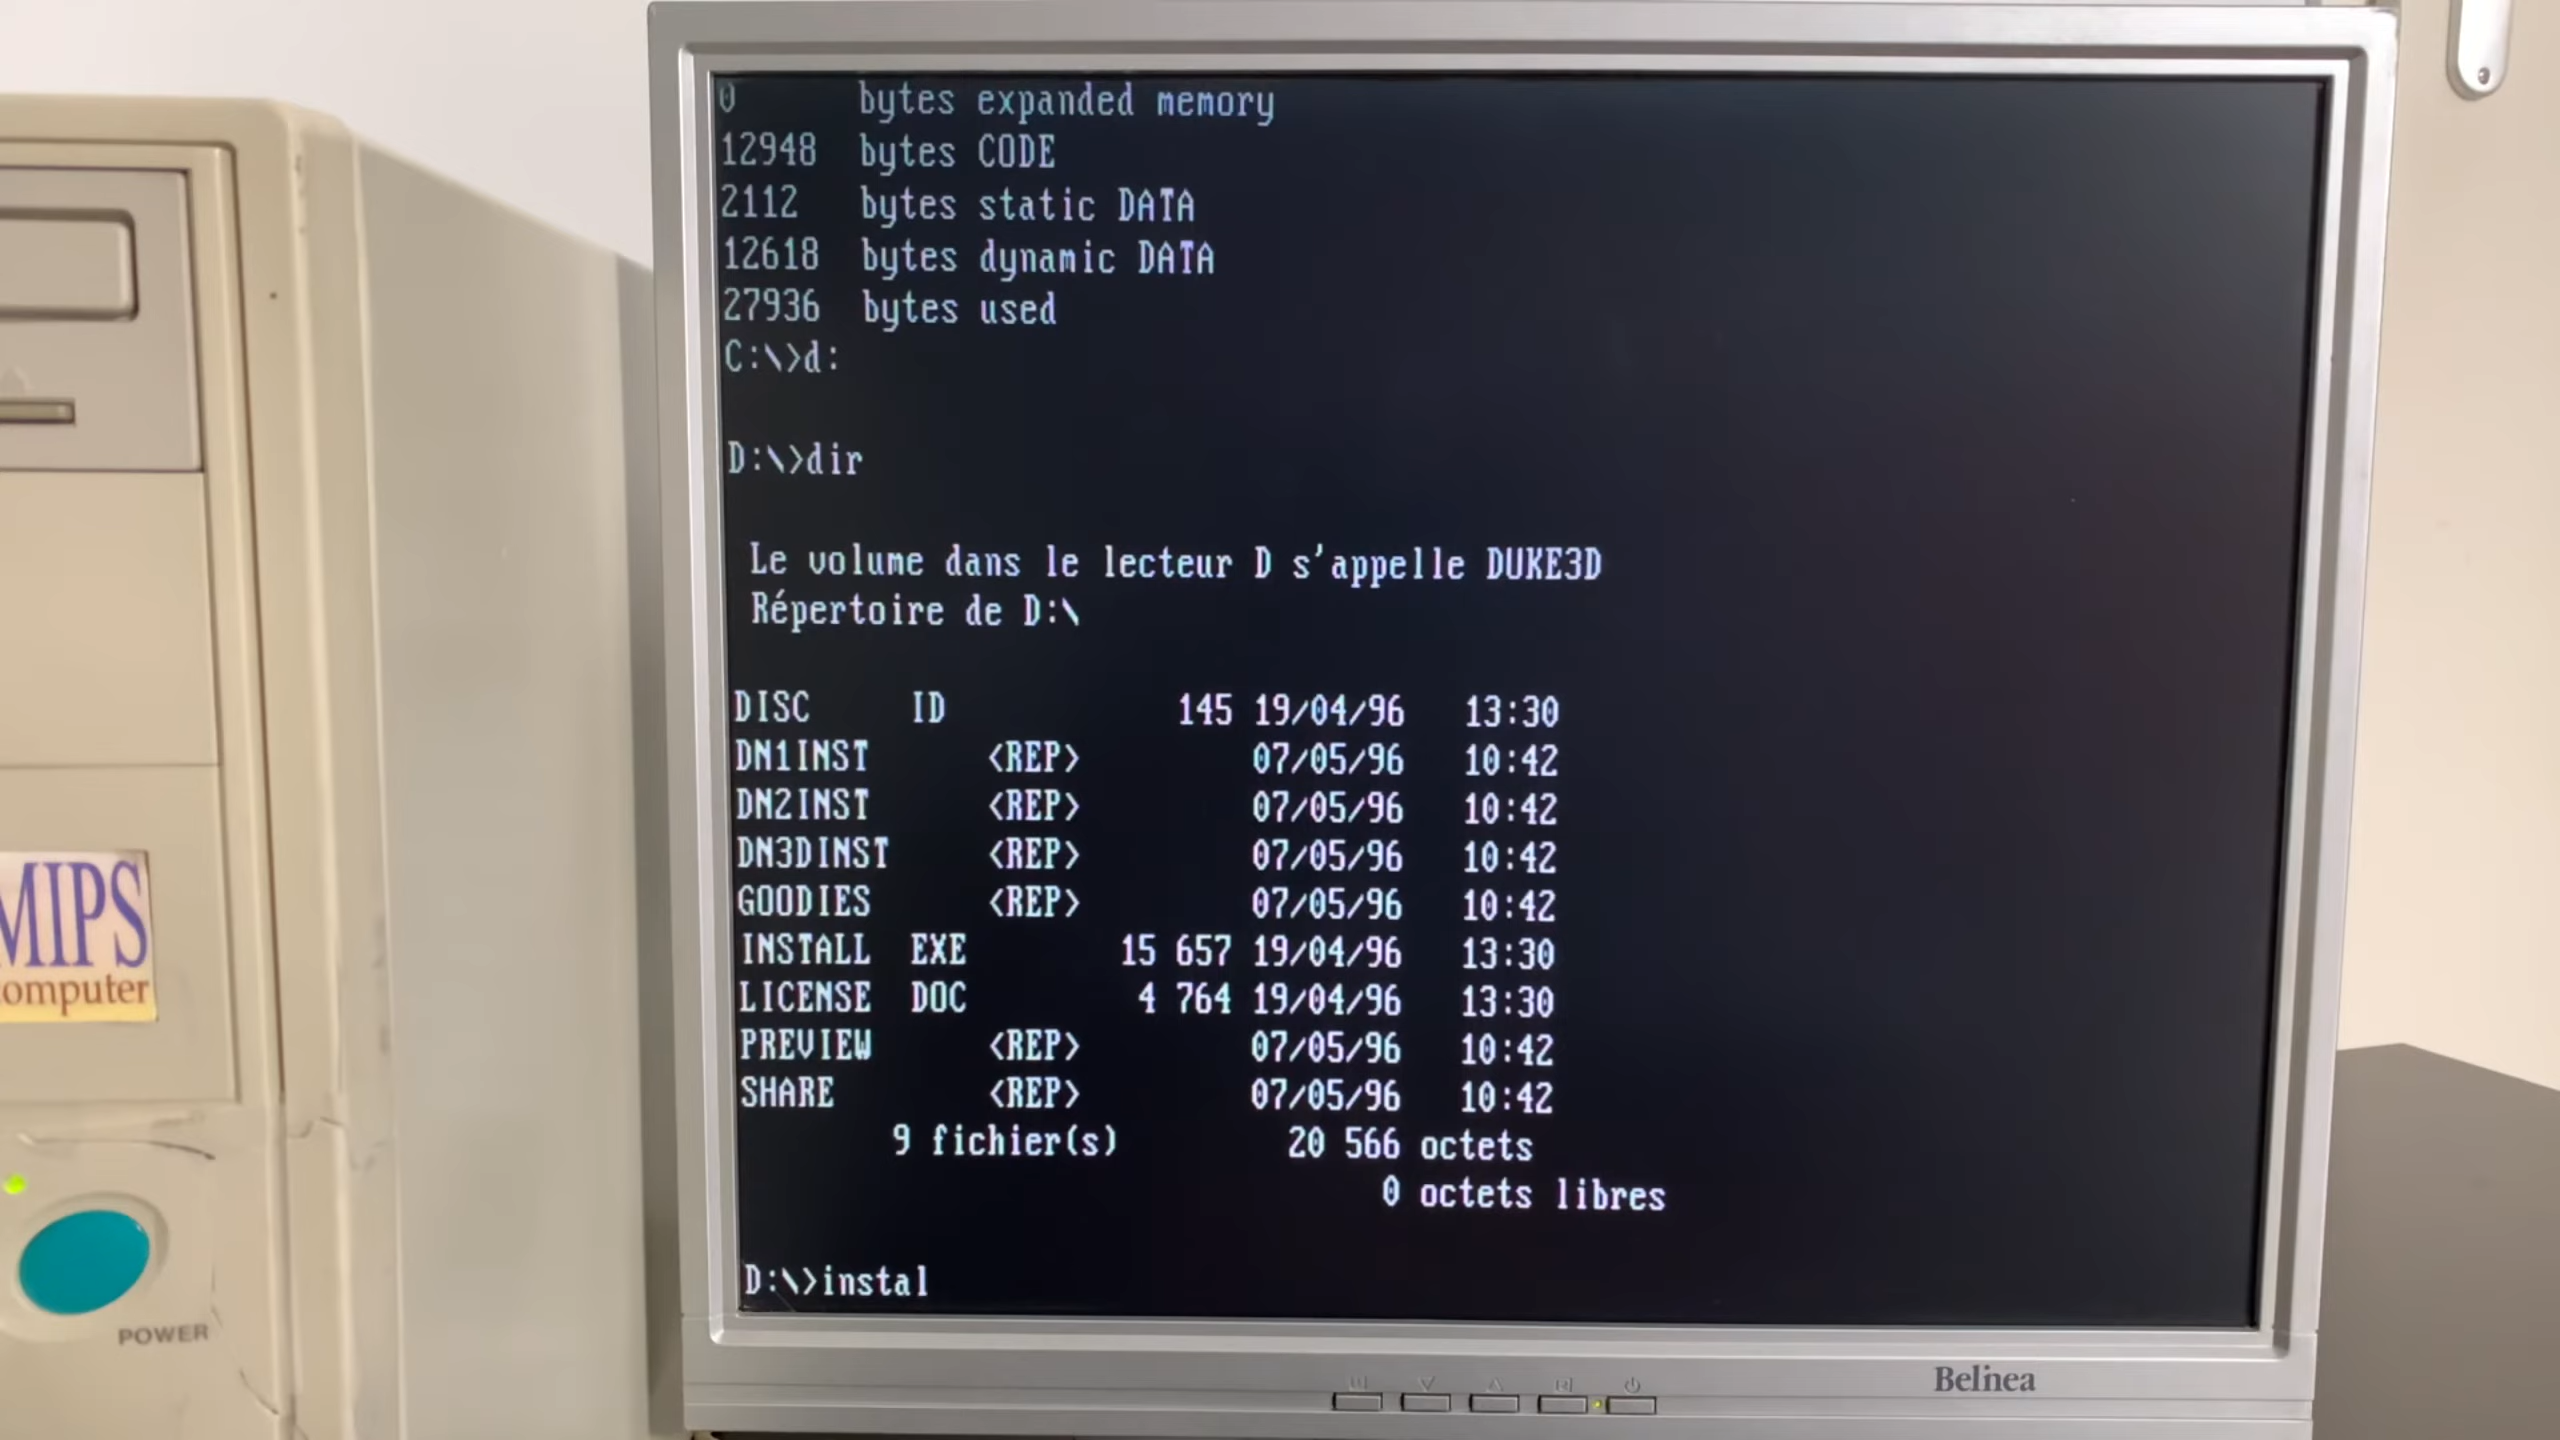 0 bytes expanded memory
12948 bytes CODE
2112 bytes static DATA
12618 bytes dynamic DATA
27936 bytes used
C:\>d:
D:\>dir
Le volume dans le lecteur D s'appelle DUKE3D
Répertoire de D:\
DISC ID 145 19/04/96 13:30
DN1INST <REP> 07/05/96 10:42
DN2INST <REP> 07/05/96 10:42
DN3DINST <REP> 07/05/96 10:42
GOODIES <REP> 07/05/96 10:42
INSTALL EXE 15 657 19/04/96 13:30
LICENSE DOC 4 764 19/04/96 13:30
PREVIEW <REP> 07/05/96 10:42
SHARE <REP> 07/05/96 10:42
9 fichier(s) 20 566 octets
0 octets libres
D:\>instal
MIPS
omputer
POWER
Belinea